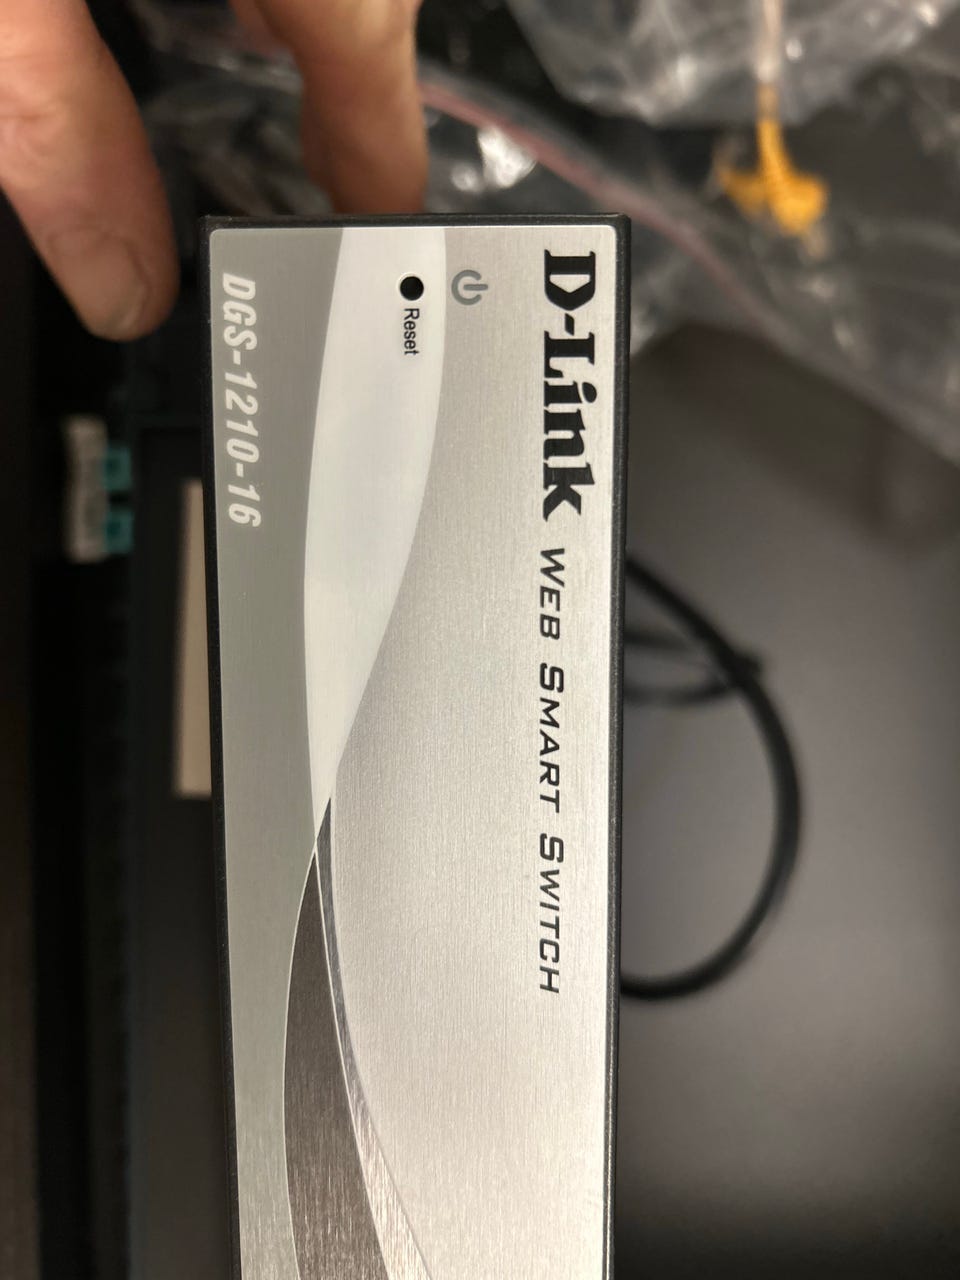 D-Link WEB SMART SWITCH
Reset
DGS-1210-16